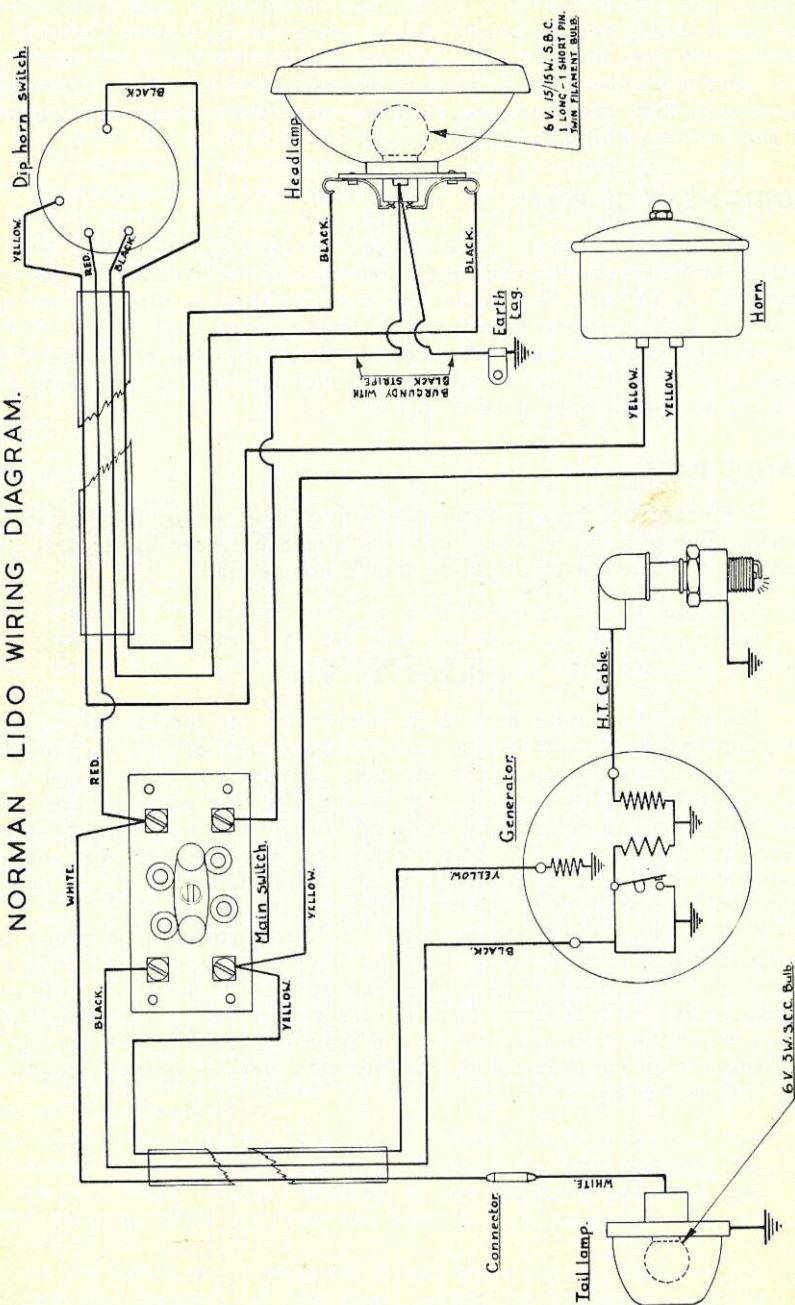 NORMAN LIDO WIRING DIAGRAM.
Dip horn switch.
YELLOW.
RED.
BLACK.
BLACK
Headlamp.
BLACK.
BLACK.
6 V. 15/15 W. S.B.C.
1 LONG - 1 SHORT PIN.
TWIN FILAMENT BULB.
BURGUNDY WITH
BLACK STRIPE.
Earth
Tag.
Horn.
YELLOW.
YELLOW.
RED.
WHITE.
Main switch.
BLACK.
YELLOW.
YELLOW.
H.T. Cable.
Generator.
YELLOW.
BLACK.
Connector.
WHITE.
Tail lamp.
6 V. 3 W. S.C.C. Bulb.